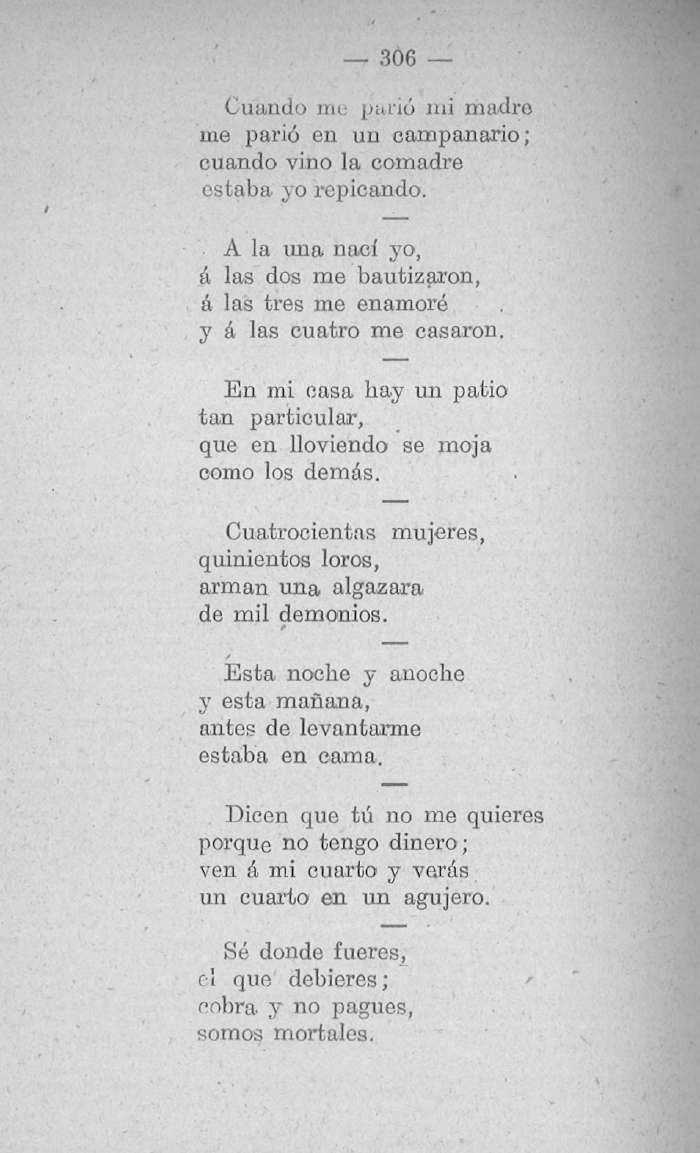 — 306 —
Cuando me parió mi madre
me parió en un campanario;
cuando vino la comadre
estaba yo repicando.
A la una nací yo,
á las dos me bautizaron,
á las tres me enamoré
y á las cuatro me casaron.
En mi casa hay un patio
tan particular,
que en lloviendo se moja
como los demás.
Cuatrocientas mujeres,
quinientos loros,
arman una algazara
de mil demonios.
Esta noche y anoche
y esta mañana,
antes de levantarme
estaba en cama.
Dicen que tú no me quieres
porque no tengo dinero;
ven á mi cuarto y verás
un cuarto en un agujero.
Sé donde fueres,
el que debieres;
cobra y no pagues,
somos mortales.